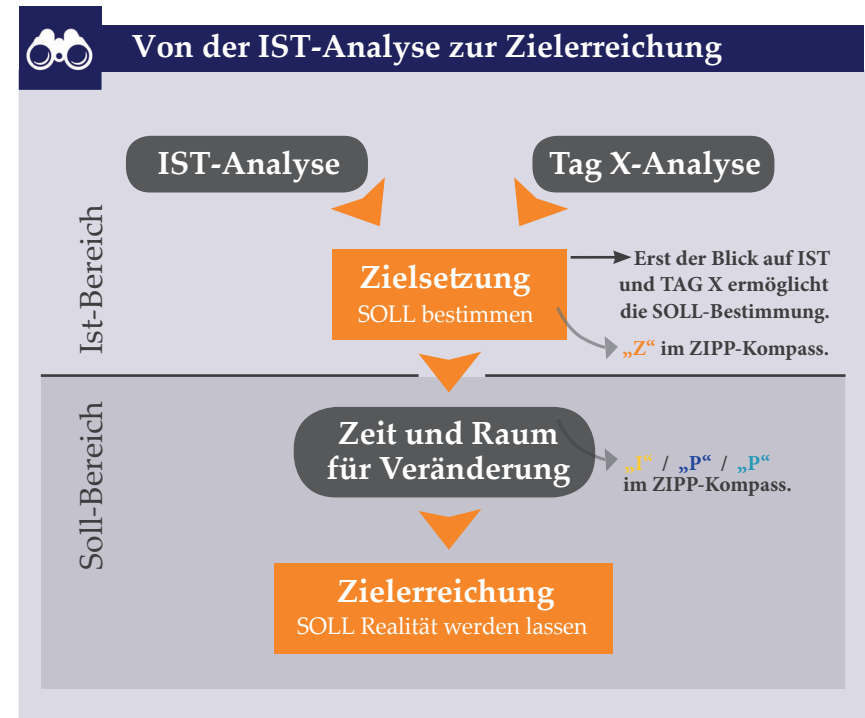 Von der IST-Analyse zur Zielerreichung
IST-Analyse
Tag X-Analyse
Ist-Bereich
Zielsetzung
SOLL bestimmen
Erst der Blick auf IST
und TAG X ermöglicht
die SOLL-Bestimmung.
„Z“ im ZIPP-Kompass.
Soll-Bereich
Zeit und Raum
für Veränderung
„I“ / „P“ / „P“
im ZIPP-Kompass.
Zielerreichung
SOLL Realität werden lassen